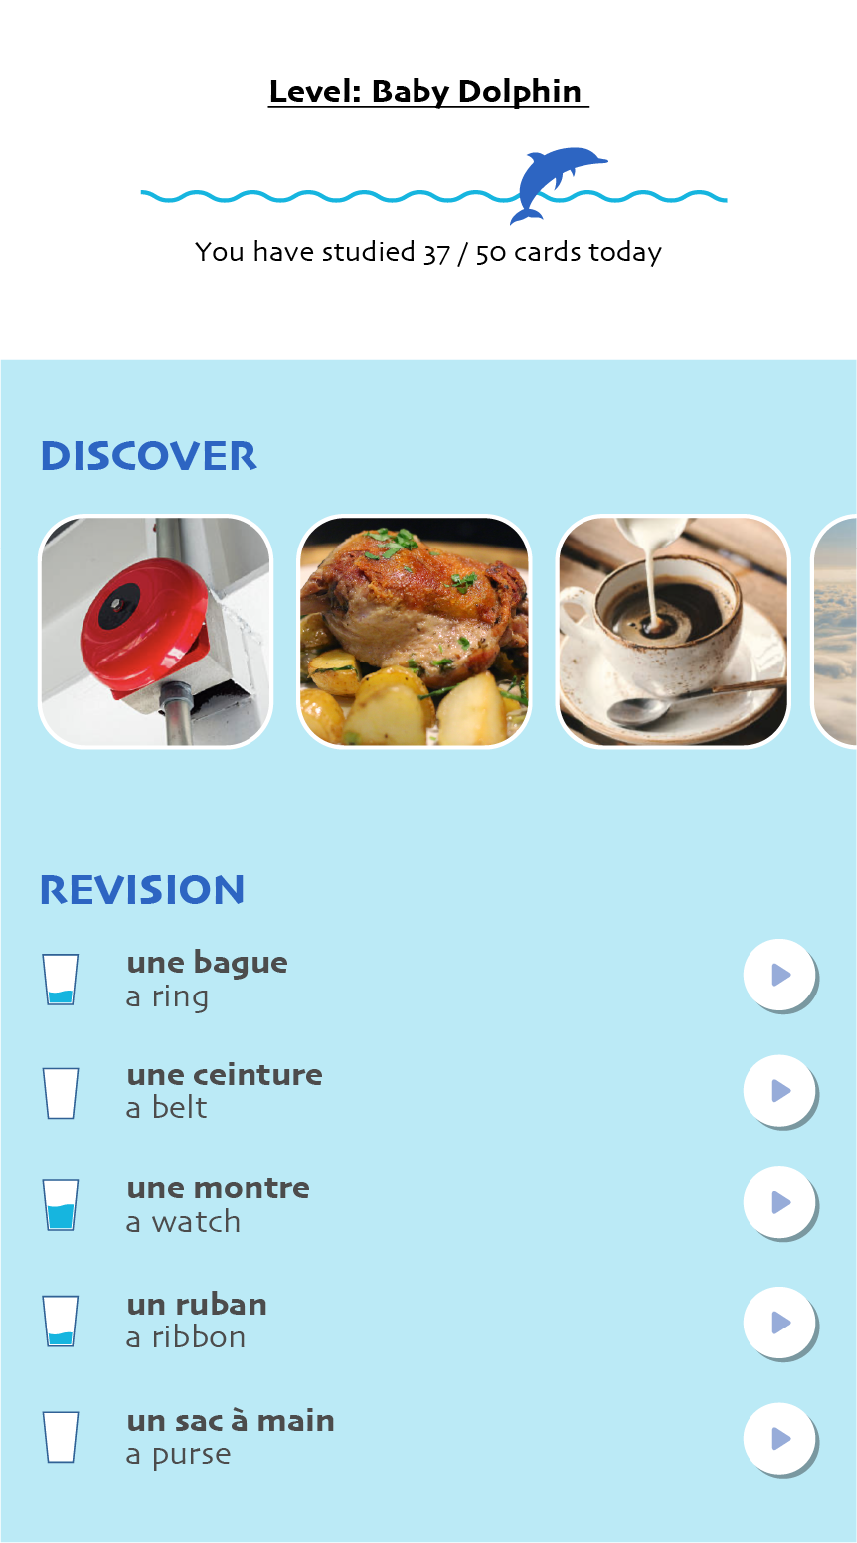 Level: Baby Dolphin
You have studied 37 / 50 cards today
DISCOVER
REVISION
une bague
a ring
une ceinture
a belt
une montre
a watch
un ruban
a ribbon
un sac à main
a purse